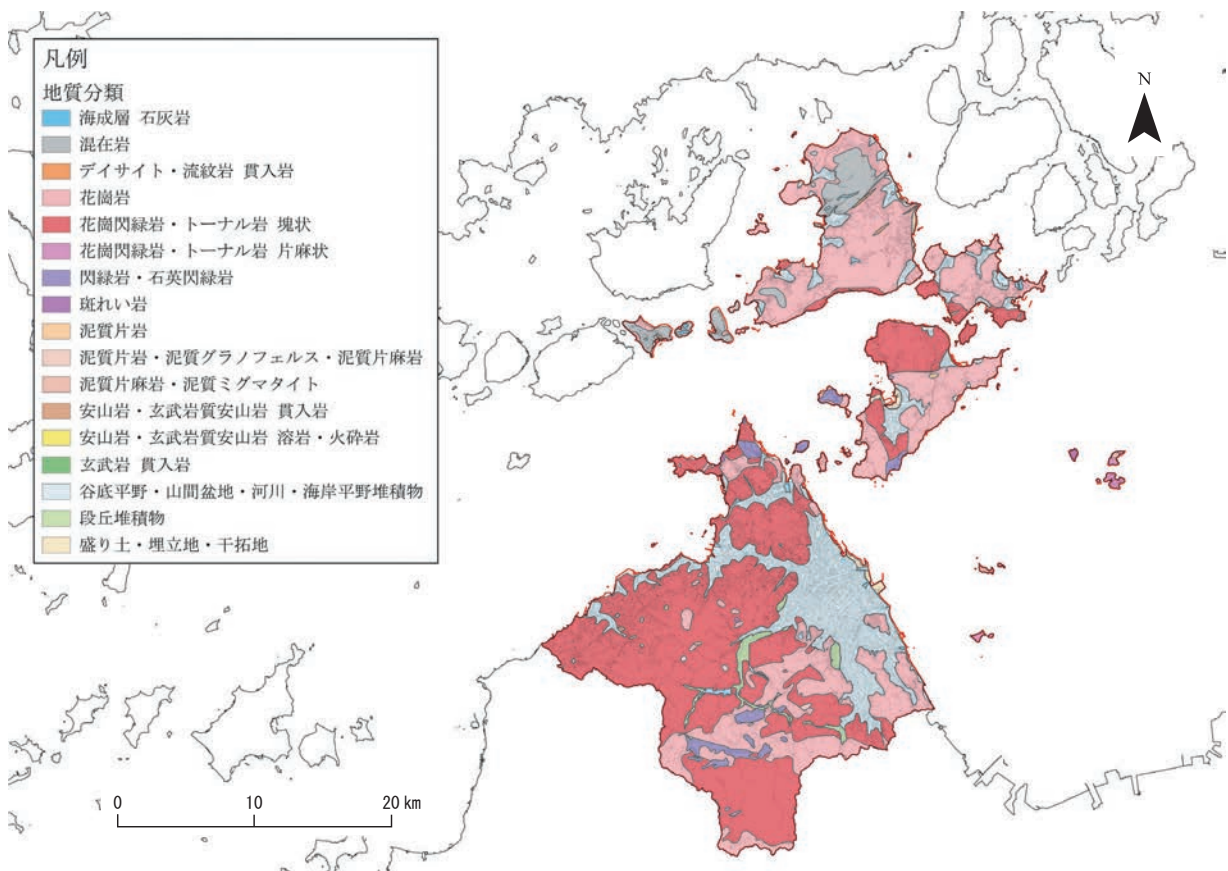 凡例
地質分類
海成層 石灰岩
混在岩
デイサイト・流紋岩 貫入岩
花崗岩
花崗閃緑岩・トーナル岩 塊状
花崗閃緑岩・トーナル岩 片麻状
閃緑岩・石英閃緑岩
斑れい岩
泥質片岩
泥質片岩・泥質グラノフェルス・泥質片麻岩
泥質片麻岩・泥質ミグマタイト
安山岩・玄武岩質安山岩 貫入岩
安山岩・玄武岩質安山岩 溶岩・火砕岩
玄武岩 貫入岩
谷底平野・山間盆地・河川・海岸平野堆積物
段丘堆積物
盛り土・埋立地・干拓地
N
0 10 20 km